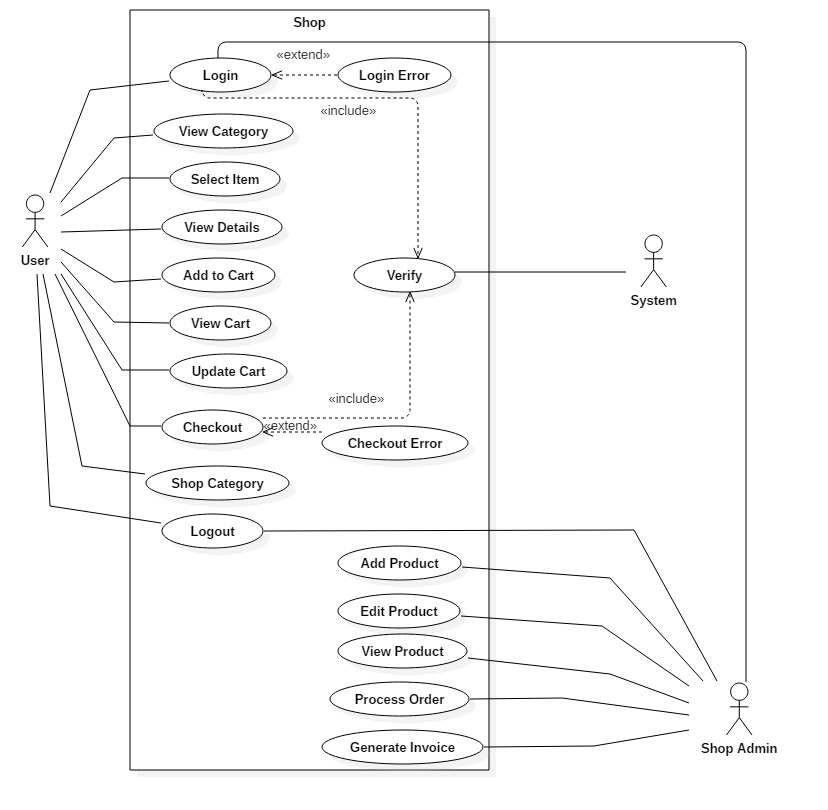 Shop
«extend»
Login
Login Error
«include»
View Category
Select Item
View Details
User
Add to Cart
Verify
System
View Cart
Update Cart
«include»
Checkout
«extend»
Checkout Error
Shop Category
Logout
Add Product
Edit Product
View Product
Process Order
Generate Invoice
Shop Admin